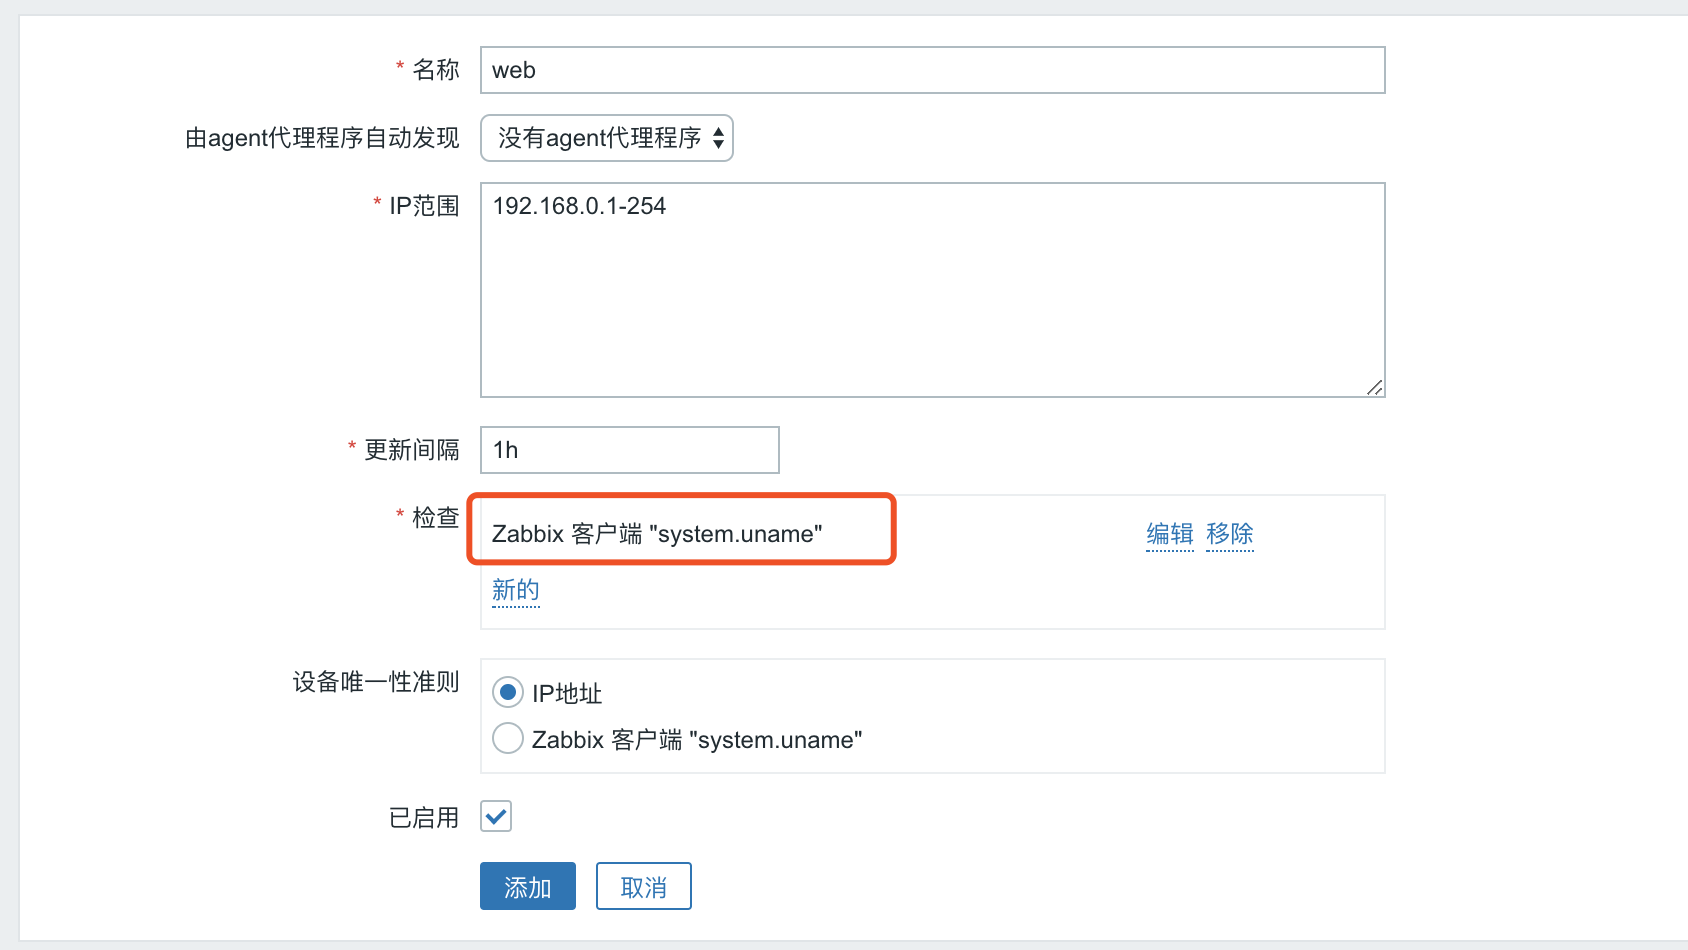 * 名称 web
由agent代理程序自动发现 没有agent代理程序
* IP范围 192.168.0.1-254
* 更新间隔 1h
* 检查 Zabbix 客户端 "system.uname" 编辑 移除
新的
设备唯一性准则 IP地址
Zabbix 客户端 "system.uname"
已启用
添加 取消